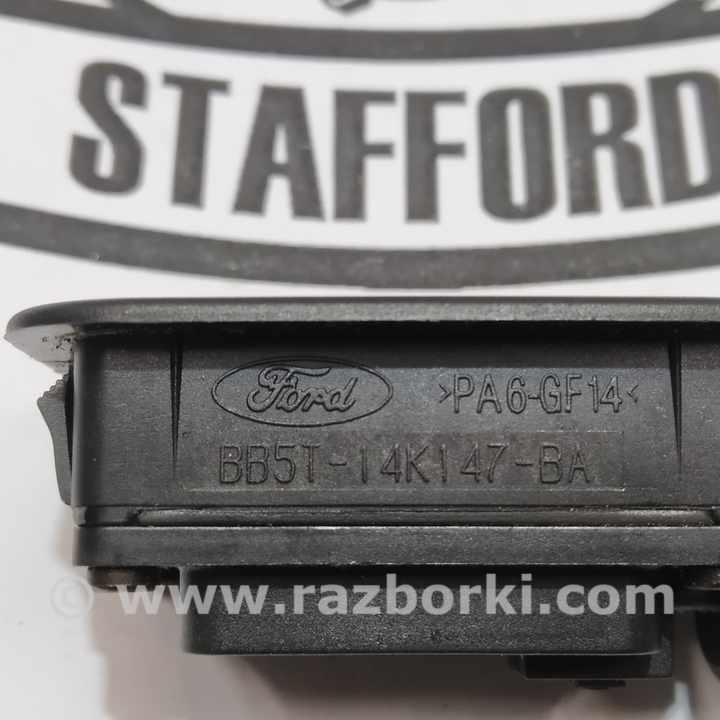 STAFFORD
Ford
>PA6-GF14<
BB5T-14K147-BA
© www.razborki.com